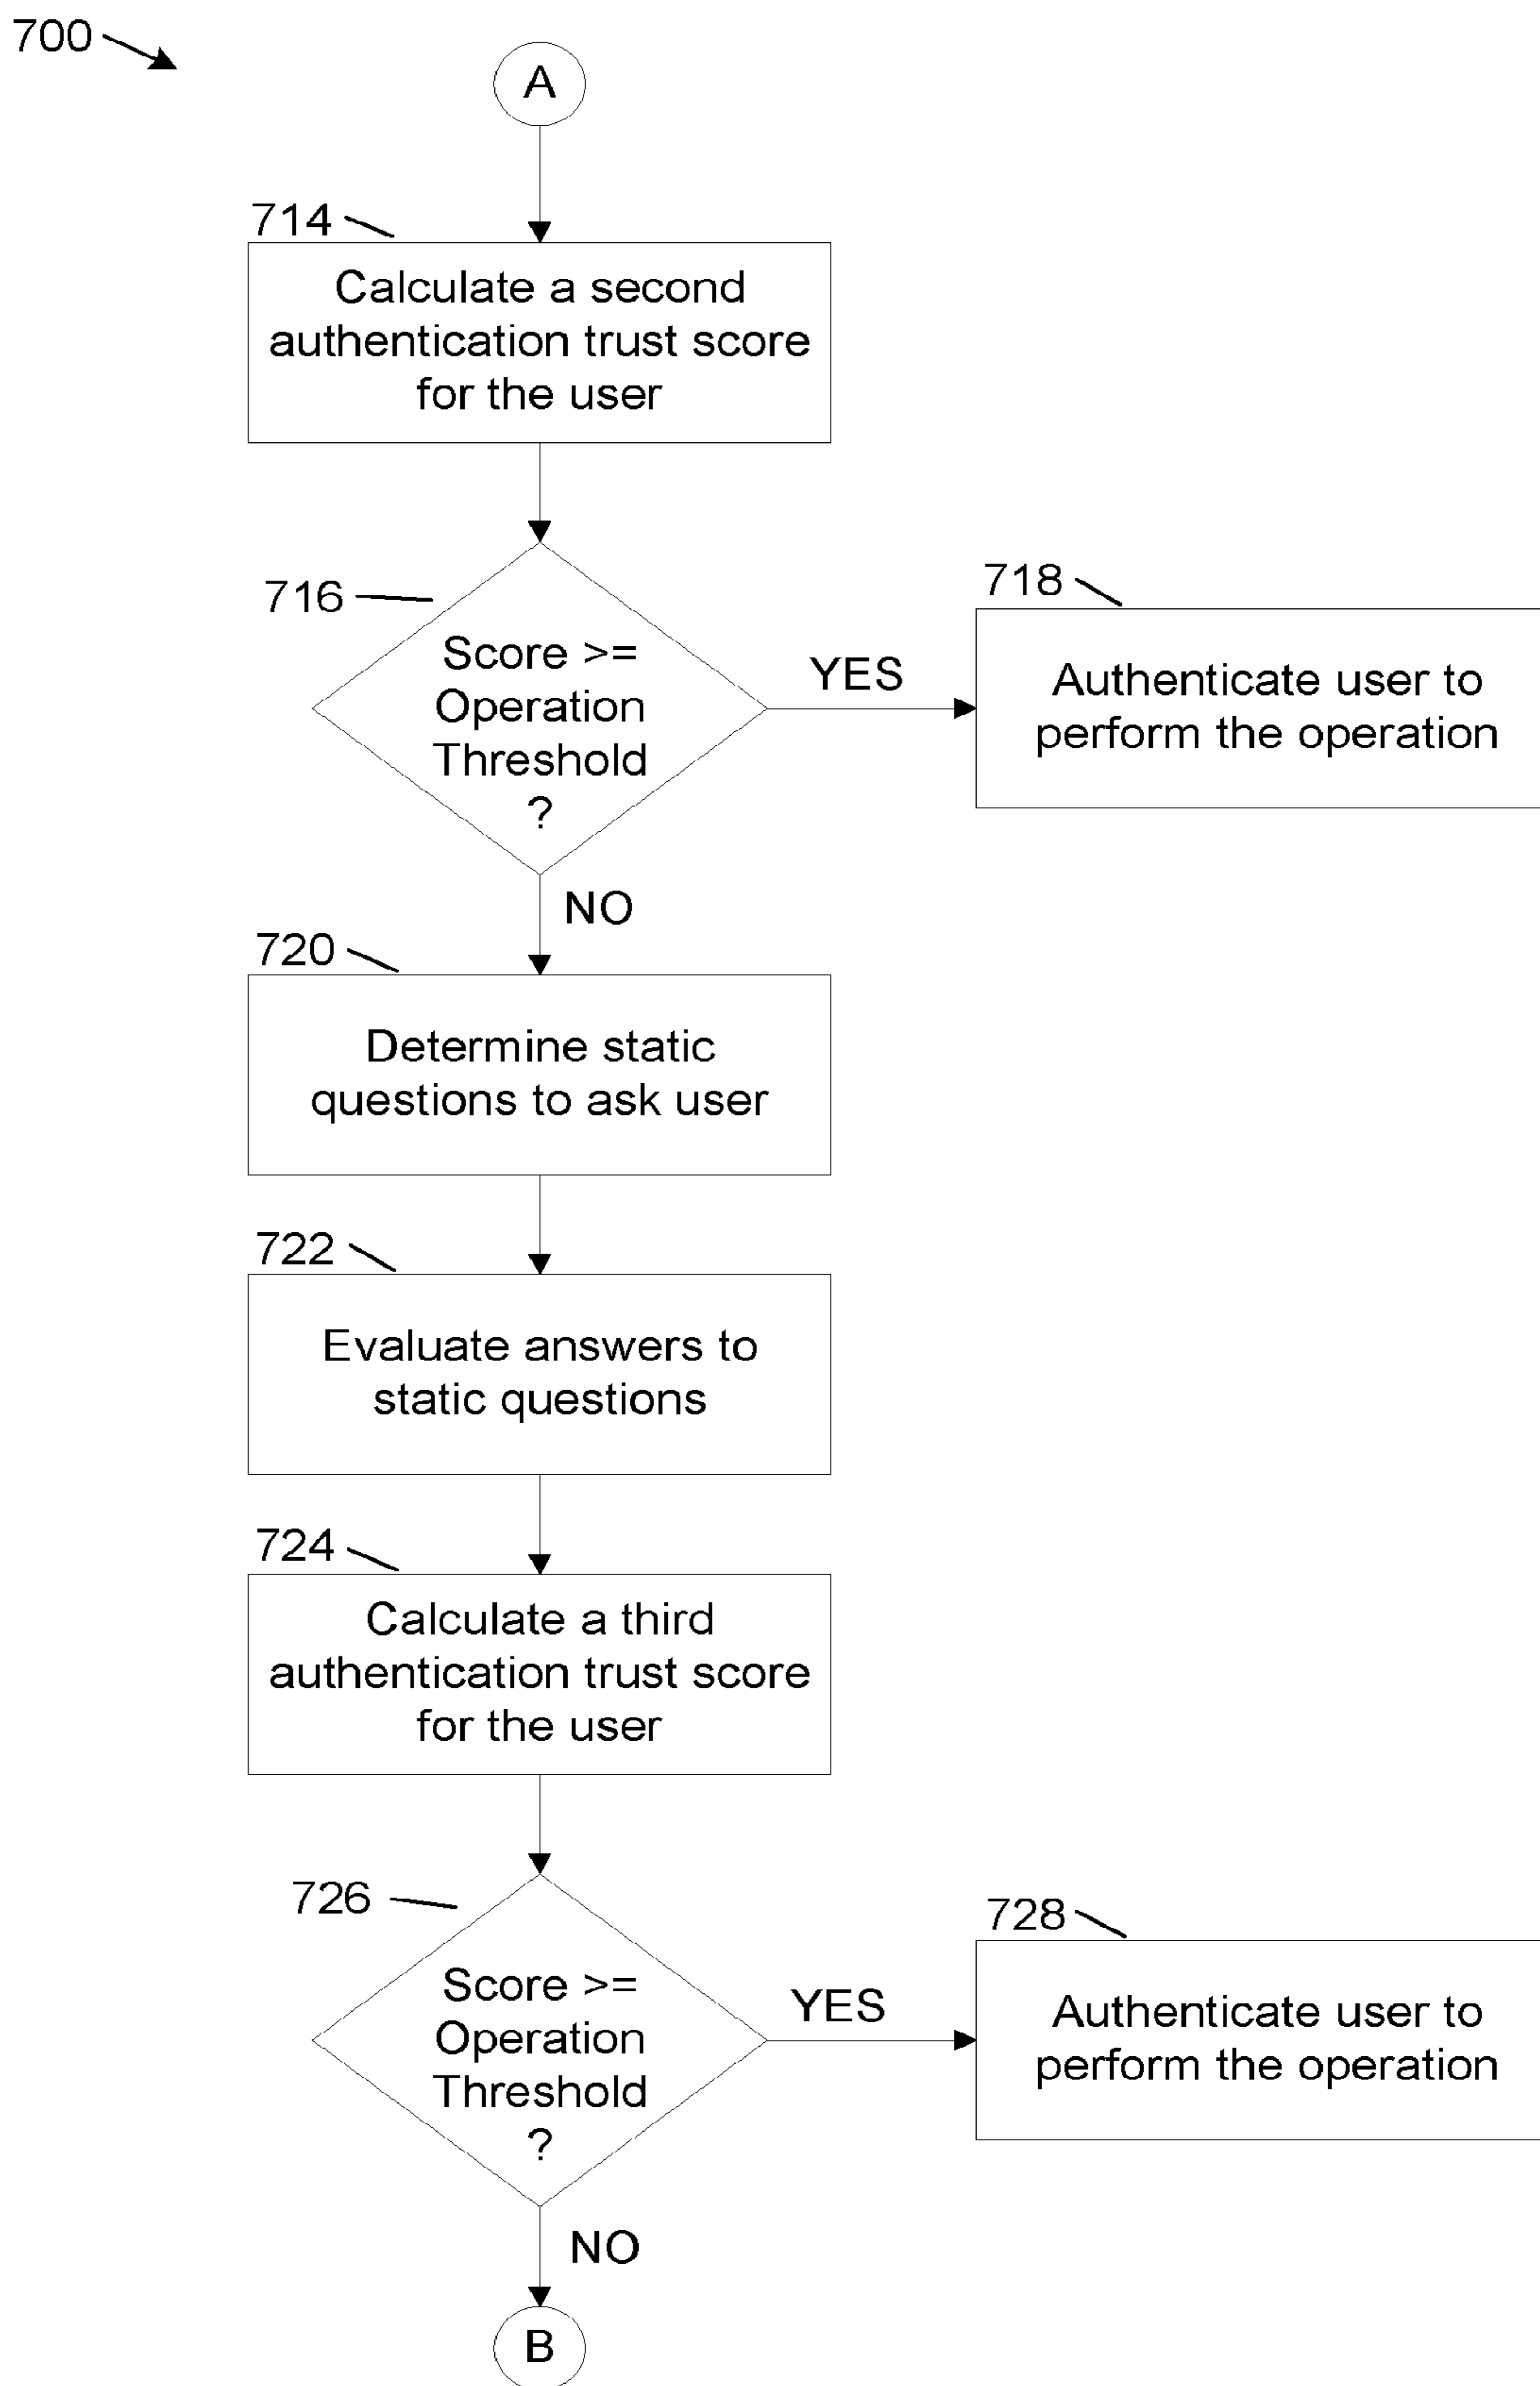 700
A
714
Calculate a second
authentication trust score
for the user
716
Score >=
Operation
Threshold
?
YES
718
Authenticate user to
perform the operation
NO
720
Determine static
questions to ask user
722
Evaluate answers to
static questions
724
Calculate a third
authentication trust score
for the user
726
Score >=
Operation
Threshold
?
YES
728
Authenticate user to
perform the operation
NO
B